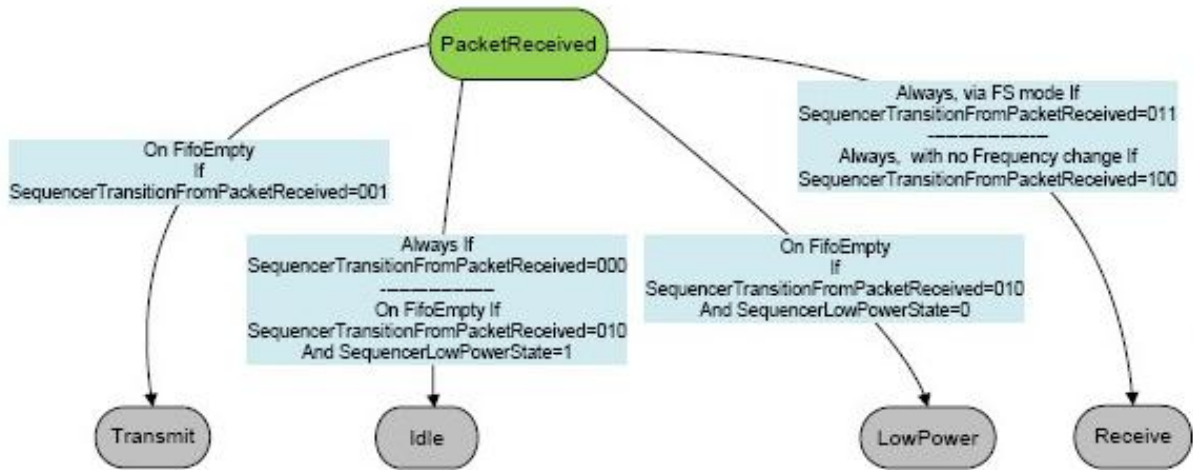 PacketReceived
On FifoEmpty
If
SequencerTransitionFromPacketReceived=001
Always If
SequencerTransitionFromPacketReceived=000
--------------------
On FifoEmpty If
SequencerTransitionFromPacketReceived=010
And SequencerLowPowerState=1
On FifoEmpty
If
SequencerTransitionFromPacketReceived=010
And SequencerLowPowerState=0
Always, via FS mode If
SequencerTransitionFromPacketReceived=011
--------------------
Always, with no Frequency change If
SequencerTransitionFromPacketReceived=100
Transmit
Idle
LowPower
Receive